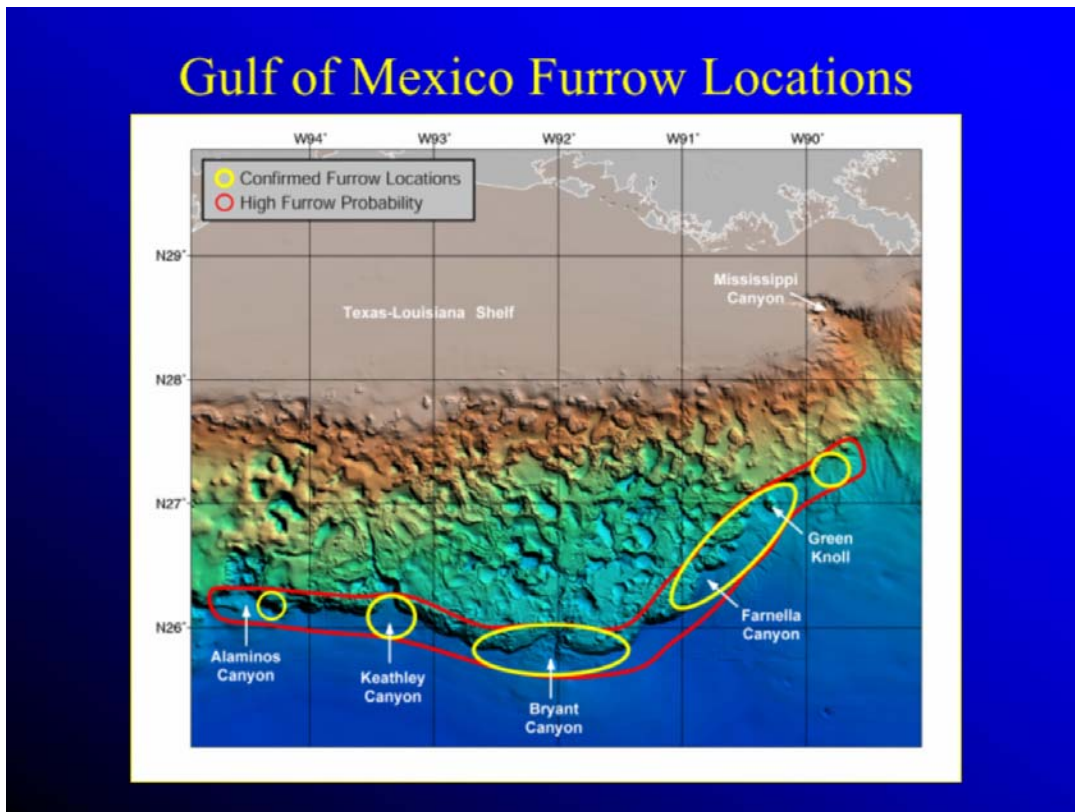 Gulf of Mexico Furrow Locations
W94°
W93°
W92°
W91°
W90°
Confirmed Furrow Locations
High Furrow Probability
N29°
Mississippi
Canyon
Texas-Louisiana Shelf
N28°
N27°
Green
Knoll
Farnella
Canyon
N26°
Alaminos
Canyon
Keathley
Canyon
Bryant
Canyon